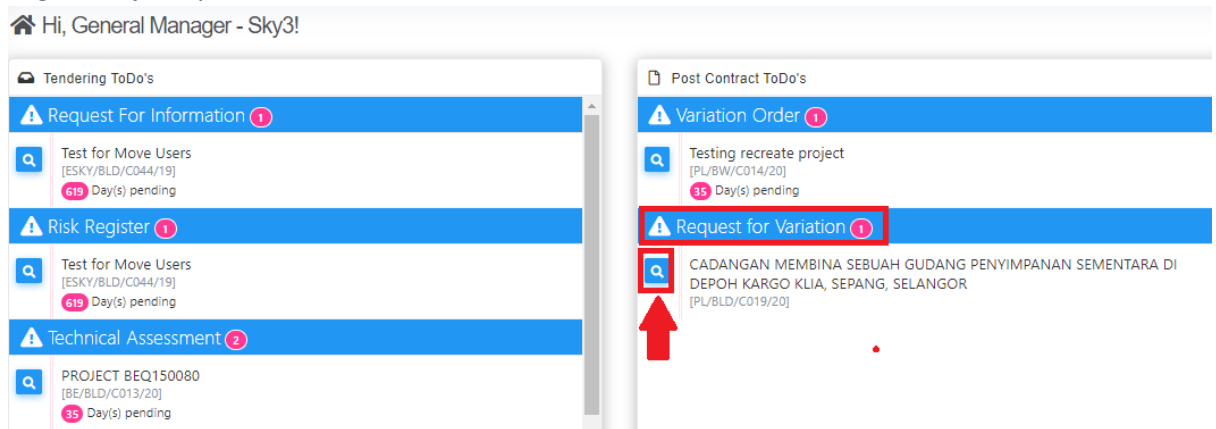 Hi, General Manager - Sky3!
Tendering ToDo's
Request For Information 1
Test for Move Users
[ESKY/BLD/C044/19]
619 Day(s) pending
Risk Register 1
Test for Move Users
[ESKY/BLD/C044/19]
619 Day(s) pending
Technical Assessment 2
PROJECT BEQ150080
[BE/BLD/C013/20]
35 Day(s) pending
Post Contract ToDo's
Variation Order 1
Testing recreate project
[PL/BW/C014/20]
35 Day(s) pending
Request for Variation 1
CADANGAN MEMBINA SEBUAH GUDANG PENYIMPANAN SEMENTARA DI
DEPOH KARGO KLIA, SEPANG, SELANGOR
[PL/BLD/C019/20]